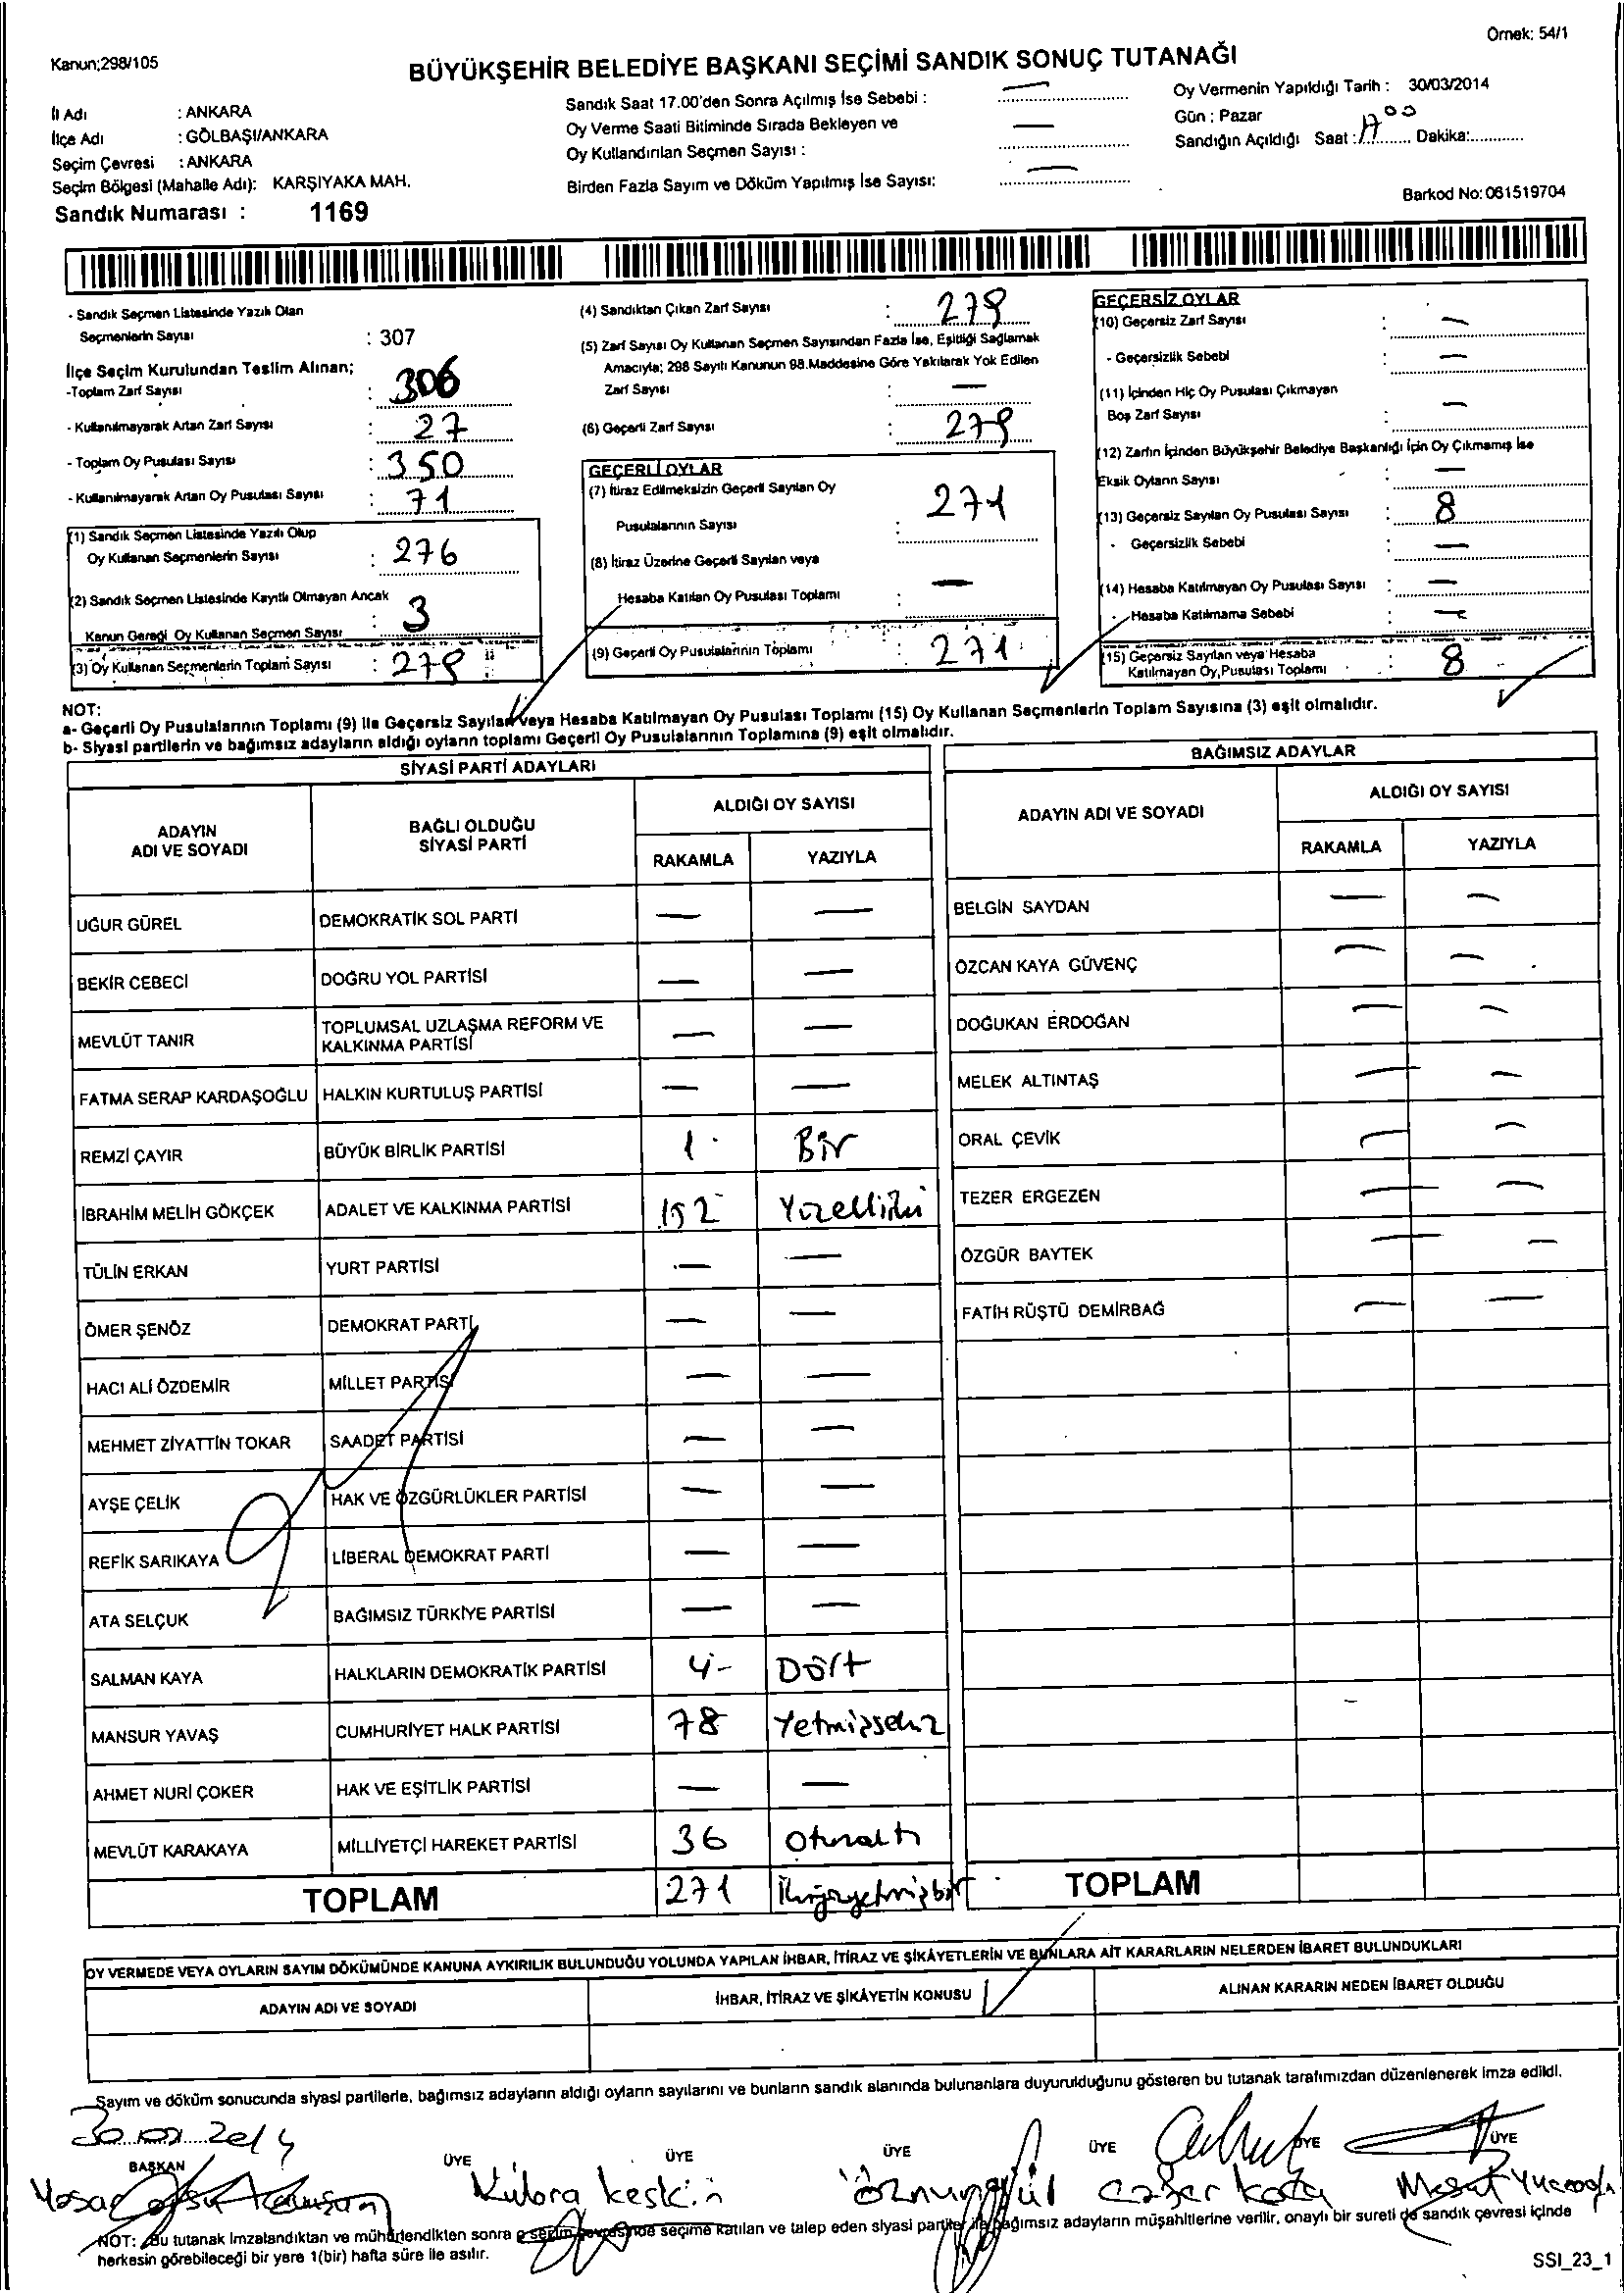 Örnek: 54/1
Kanun;298/105
BÜYÜKŞEHİR BELEDİYE BAŞKANI SEÇİMİ SANDIK SONUÇ TUTANAĞI
İl Adı : ANKARA
İlçe Adı : GÖLBAŞI/ANKARA
Seçim Çevresi : ANKARA
Seçim Bölgesi (Mahalle Adı): KARŞIYAKA MAH.
Sandık Numarası : 1169
Sandık Saat 17.00'den Sonra Açılmış İse Sebebi : —
Oy Verme Saati Bitiminde Sırada Bekleyen ve
Oy Kullandırılan Seçmen Sayısı : —
Birden Fazla Sayım ve Döküm Yapılmış İse Sayısı: —
Oy Vermenin Yapıldığı Tarih : 30/03/2014
Gün : Pazar
Sandığın Açıldığı Saat : 17 00 Dakika:
Barkod No: 061519704
- Sandık Seçmen Listesinde Yazılı Olan
Seçmenlerin Sayısı : 307
İlçe Seçim Kurulundan Teslim Alınan;
-Toplam Zarf Sayısı : 306
- Kullanılmayarak Artan Zarf Sayısı : 27
- Toplam Oy Pusulası Sayısı : 350
- Kullanılmayarak Artan Oy Pusulası Sayısı : 71
(1) Sandık Seçmen Listesinde Yazılı Olup
Oy Kullanan Seçmenlerin Sayısı : 276
(2) Sandık Seçmen Listesinde Kayıtlı Olmayan Ancak
Kanun Gereği Oy Kullanan Seçmen Sayısı : 3
(3) Oy Kullanan Seçmenlerin Toplam Sayısı : 279
(4) Sandıktan Çıkan Zarf Sayısı : 279
(5) Zarf Sayısı Oy Kullanan Seçmen Sayısından Fazla İse, Eşitliği Sağlamak
Amacıyla; 298 Sayılı Kanunun 98.Maddesine Göre Yakılarak Yok Edilen
Zarf Sayısı : —
(6) Geçerli Zarf Sayısı : 279
GEÇERLİ OYLAR
(7) İtiraz Edilmeksizin Geçerli Sayılan Oy
Pusulalarının Sayısı : 271
(8) İtiraz Üzerine Geçerli Sayılan veya
Hesaba Katılan Oy Pusulası Toplamı : —
(9) Geçerli Oy Pusulalarının Toplamı : 271
GEÇERSİZ OYLAR
(10) Geçersiz Zarf Sayısı : —
- Geçersizlik Sebebi : —
(11) İçinden Hiç Oy Pusulası Çıkmayan
Boş Zarf Sayısı : —
(12) Zarfın İçinden Büyükşehir Belediye Başkanlığı İçin Oy Çıkmamış İse
Eksik Oyların Sayısı —
(13) Geçersiz Sayılan Oy Pusulası Sayısı : 8
- Geçersizlik Sebebi : —
(14) Hesaba Katılmayan Oy Pusulası Sayısı : —
- Hesaba Katılmama Sebebi : —
(15) Geçersiz Sayılan veya Hesaba
Katılmayan Oy Pusulası Toplamı : 8
NOT:
a- Geçerli Oy Pusulalarının Toplamı (9) ile Geçersiz Sayılan veya Hesaba Katılmayan Oy Pusulası Toplamı (15) Oy Kullanan Seçmenlerin Toplam Sayısına (3) eşit olmalıdır.
b- Siyasi partilerin ve bağımsız adayların aldığı oyların toplamı Geçerli Oy Pusulalarının Toplamına (9) eşit olmalıdır.
SİYASİ PARTİ ADAYLARI
ADAYIN ADI VE SOYADI BAĞLI OLDUĞU SİYASİ PARTİ ALDIĞI OY SAYISI
RAKAMLA YAZIYLA
UĞUR GÜREL DEMOKRATİK SOL PARTİ — —
BEKİR CEBECİ DOĞRU YOL PARTİSİ — —
MEVLÜT TANIR TOPLUMSAL UZLAŞMA REFORM VE KALKINMA PARTİSİ — —
FATMA SERAP KARDAŞOĞLU HALKIN KURTULUŞ PARTİSİ — —
REMZİ ÇAYIR BÜYÜK BİRLİK PARTİSİ 1 Bir
İBRAHİM MELİH GÖKÇEK ADALET VE KALKINMA PARTİSİ 152 Yüzelliiki
TÜLİN ERKAN YURT PARTİSİ — —
ÖMER ŞENÖZ DEMOKRAT PARTİ — —
HACI ALİ ÖZDEMİR MİLLET PARTİSİ — —
MEHMET ZİYATTİN TOKAR SAADET PARTİSİ — —
AYŞE ÇELİK HAK VE ÖZGÜRLÜKLER PARTİSİ — —
REFİK SARIKAYA LİBERAL DEMOKRAT PARTİ — —
ATA SELÇUK BAĞIMSIZ TÜRKİYE PARTİSİ — —
SALMAN KAYA HALKLARIN DEMOKRATİK PARTİSİ 4- Dört
MANSUR YAVAŞ CUMHURİYET HALK PARTİSİ 78 Yetmişsekiz
AHMET NURİ ÇOKER HAK VE EŞİTLİK PARTİSİ — —
MEVLÜT KARAKAYA MİLLİYETÇİ HAREKET PARTİSİ 36 Otuzaltı
TOPLAM 271 İkiyüzyetmişbir
BAĞIMSIZ ADAYLAR
ADAYIN ADI VE SOYADI ALDIĞI OY SAYISI
RAKAMLA YAZIYLA
BELGİN SAYDAN — —
ÖZCAN KAYA GÜVENÇ — —
DOĞUKAN ERDOĞAN — —
MELEK ALTINTAŞ — —
ORAL ÇEVİK — —
TEZER ERGEZEN — —
ÖZGÜR BAYTEK — —
FATİH RÜŞTÜ DEMİRBAĞ — —
TOPLAM
OY VERMEDE VEYA OYLARIN SAYIM DÖKÜMÜNDE KANUNA AYKIRILIK BULUNDUĞU YOLUNDA YAPILAN İHBAR, İTİRAZ VE ŞİKÂYETLERİN VE BUNLARA AİT KARARLARIN NELERDEN İBARET BULUNDUKLARI
ADAYIN ADI VE SOYADI İHBAR, İTİRAZ VE ŞİKÂYETİN KONUSU ALINAN KARARIN NEDEN İBARET OLDUĞU
Sayım ve döküm sonucunda siyasi partilerle, bağımsız adayların aldığı oyların sayılarını ve bunların sandık alanında bulunanlara duyurulduğunu gösteren bu tutanak tarafımızdan düzenlenerek imza edildi.
30.03.2014
BAŞKAN ÜYE ÜYE ÜYE ÜYE ÜYE ÜYE
Kübra Keskin
NOT: Bu tutanak imzalandıktan ve mühürlendikten sonra o seçim çevresinde seçime katılan ve talep eden siyasi partiler ile bağımsız adayların müşahitlerine verilir, onaylı bir sureti de sandık çevresi içinde
herkesin görebileceği bir yere 1(bir) hafta süre ile asılır.
SSI_23_1